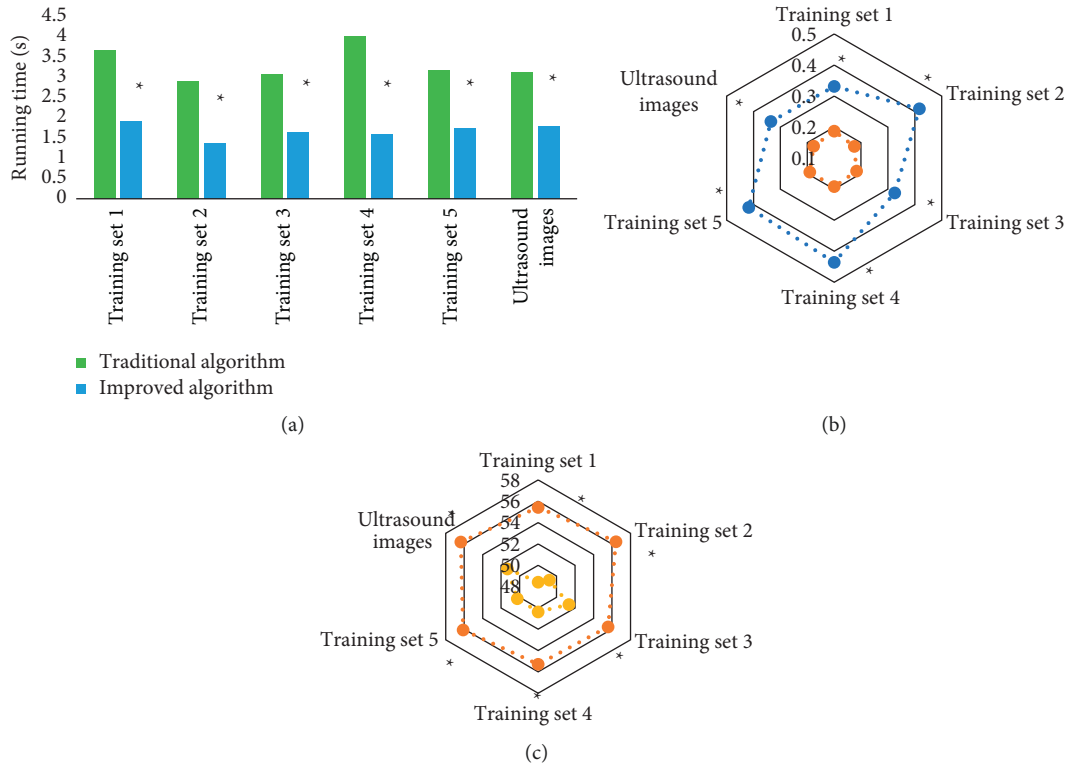 4.5
4
3.5
3
2.5
2
1.5
1
0.5
0
Running time (s)
*
*
*
*
*
*
Training set 1
Training set 2
Training set 3
Training set 4
Training set 5
Ultrasound
images
Traditional algorithm
Improved algorithm
(a)
Training set 1
0.5
0.4
0.3
0.2
0.1
Ultrasound
images
Training set 2
Training set 5
Training set 3
Training set 4
*
*
*
*
*
*
(b)
Training set 1
58
56
54
52
50
48
Ultrasound
images
Training set 2
Training set 5
Training set 3
Training set 4
*
*
*
*
*
*
(c)